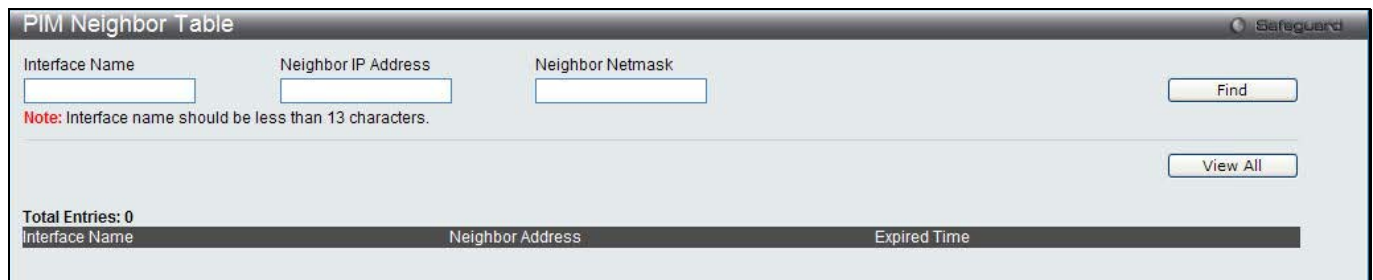 PIM Neighbor Table Safeguard
Interface Name Neighbor IP Address Neighbor Netmask
Find
Note: Interface name should be less than 13 characters.
View All
Total Entries: 0
Interface Name Neighbor Address Expired Time